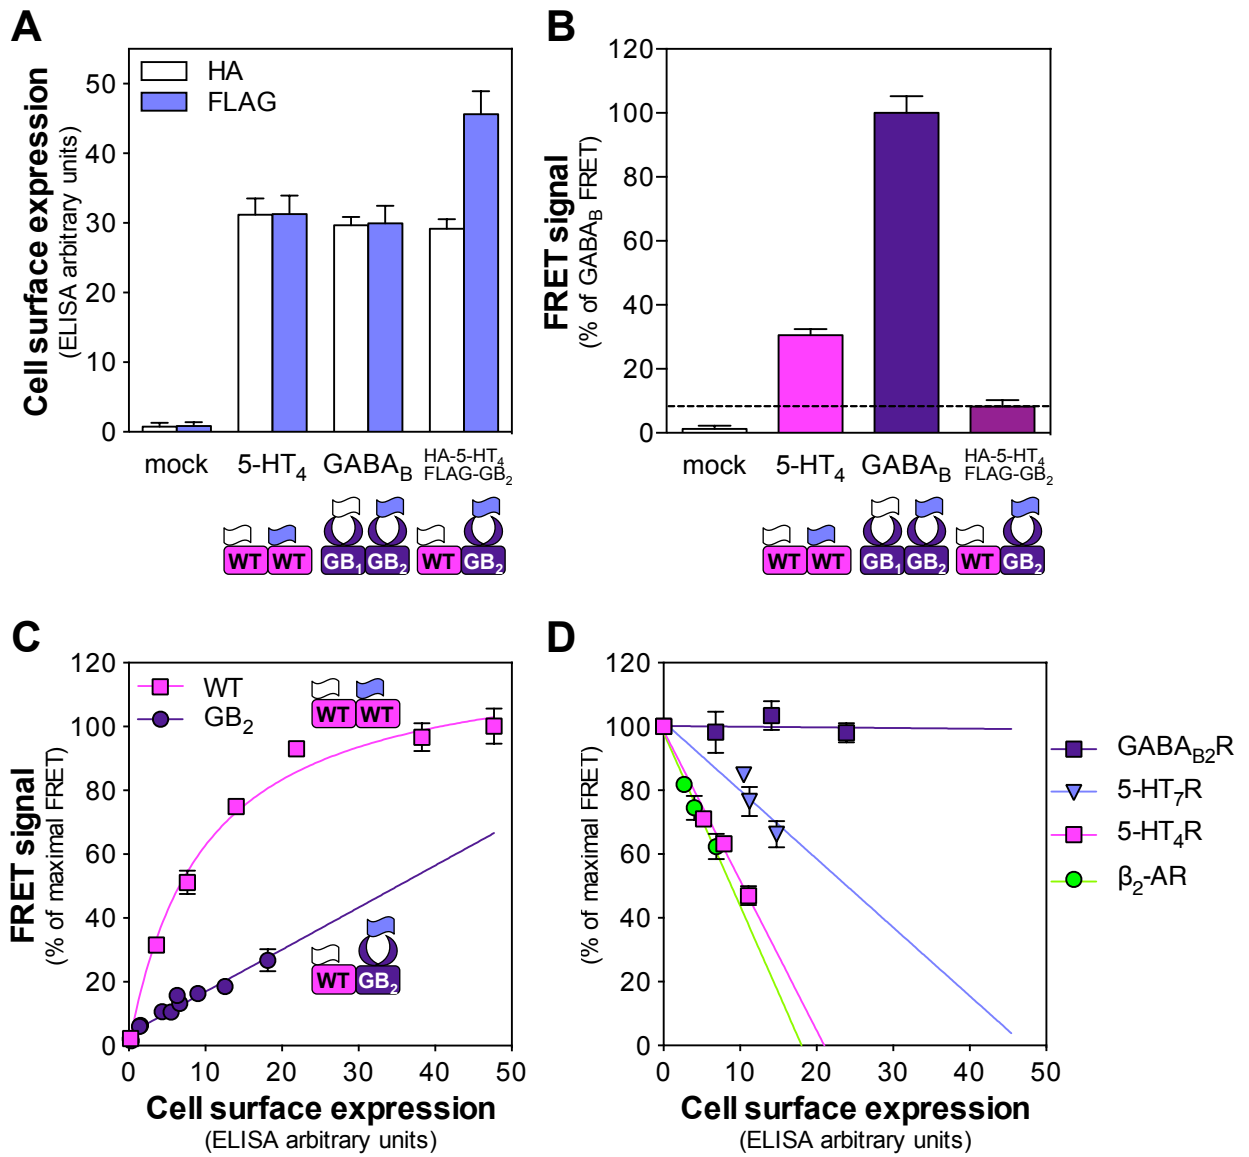 A
Cell surface expression
(ELISA arbitrary units)
50
40
30
20
10
0
HA
FLAG
mock
5-HT4
GABAB
HA-5-HT4
FLAG-GB2
WT WT
GB1 GB2
WT GB2
B
FRET signal
(% of GABAB FRET)
120
100
80
60
40
20
0
mock
5-HT4
GABAB
HA-5-HT4
FLAG-GB2
WT WT
GB1 GB2
WT GB2
C
FRET signal
(% of maximal FRET)
120
100
80
60
40
20
0
WT
GB2
WT WT
WT GB2
0 10 20 30 40 50
Cell surface expression
(ELISA arbitrary units)
D
(% of maximal FRET)
120
100
80
60
40
20
0
0 10 20 30 40 50
Cell surface expression
(ELISA arbitrary units)
GABAB2R
5-HT7R
5-HT4R
β2-AR